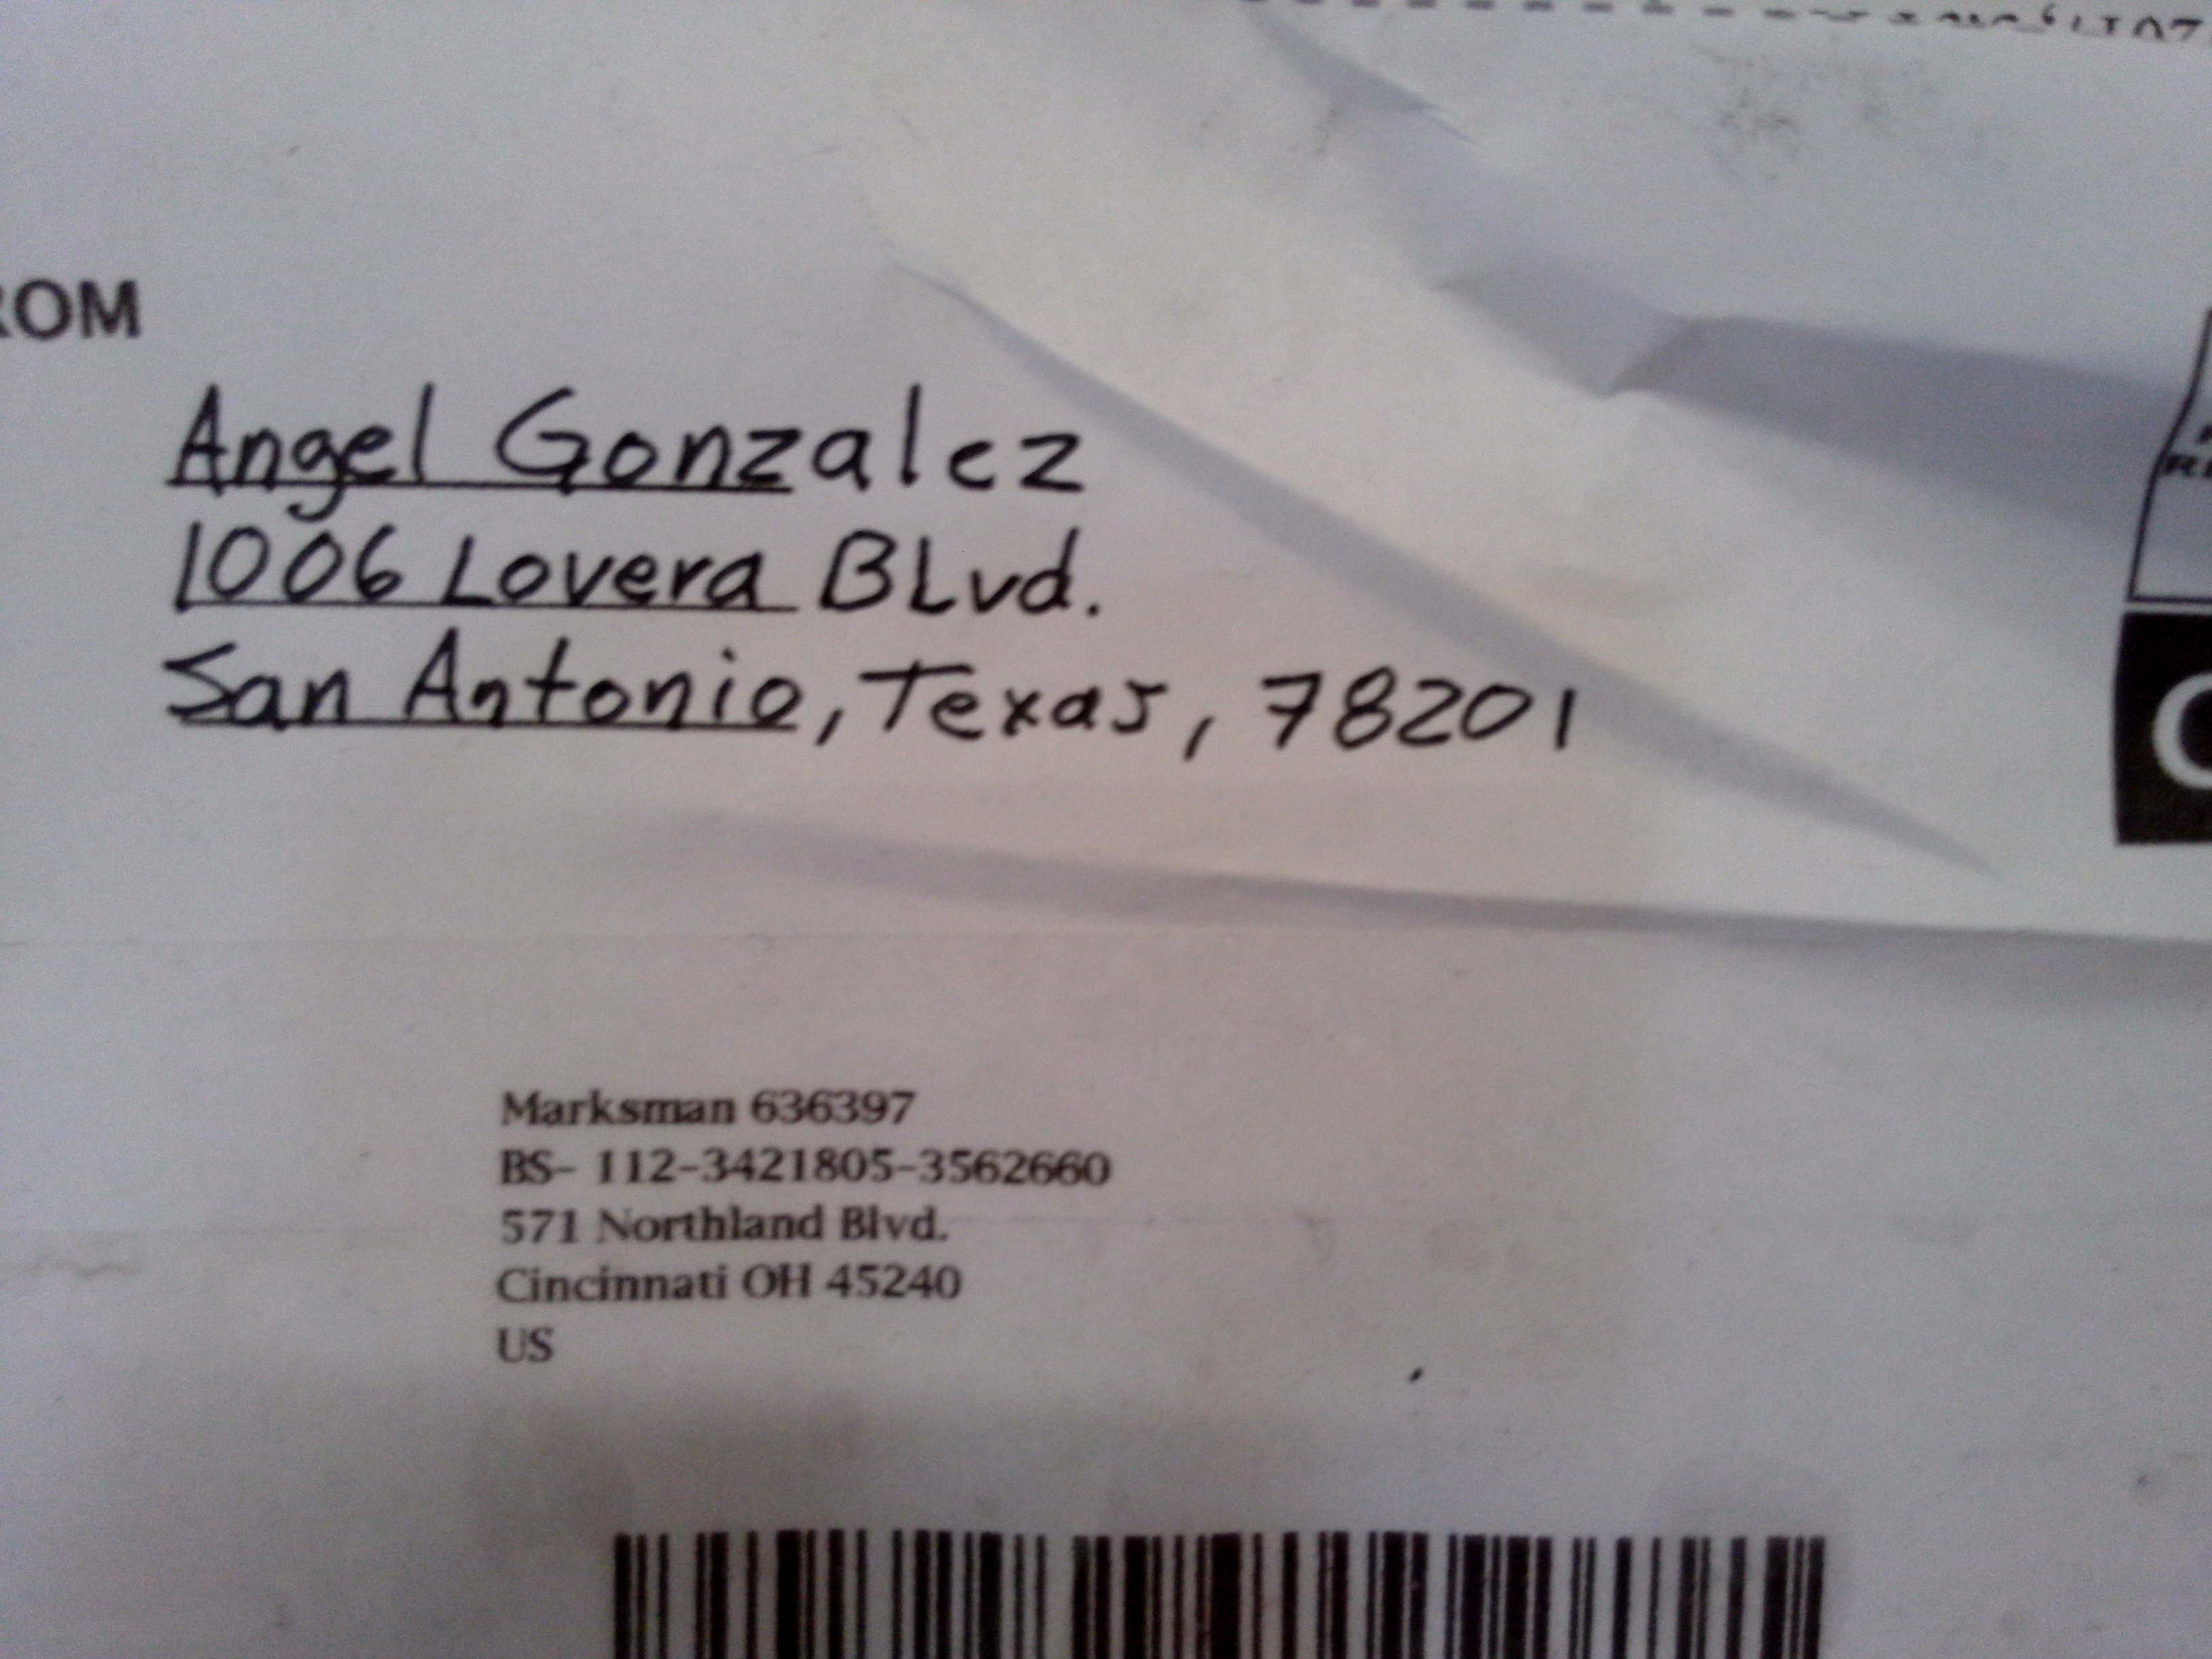 Angel Gonzalez
1006 Lovera BLvd.
San Antonio, Texas, 78201
Marksman 636397
BS- 112-3421805-3562660
571 Northland Blvd.
Cincinnati OH 45240
US